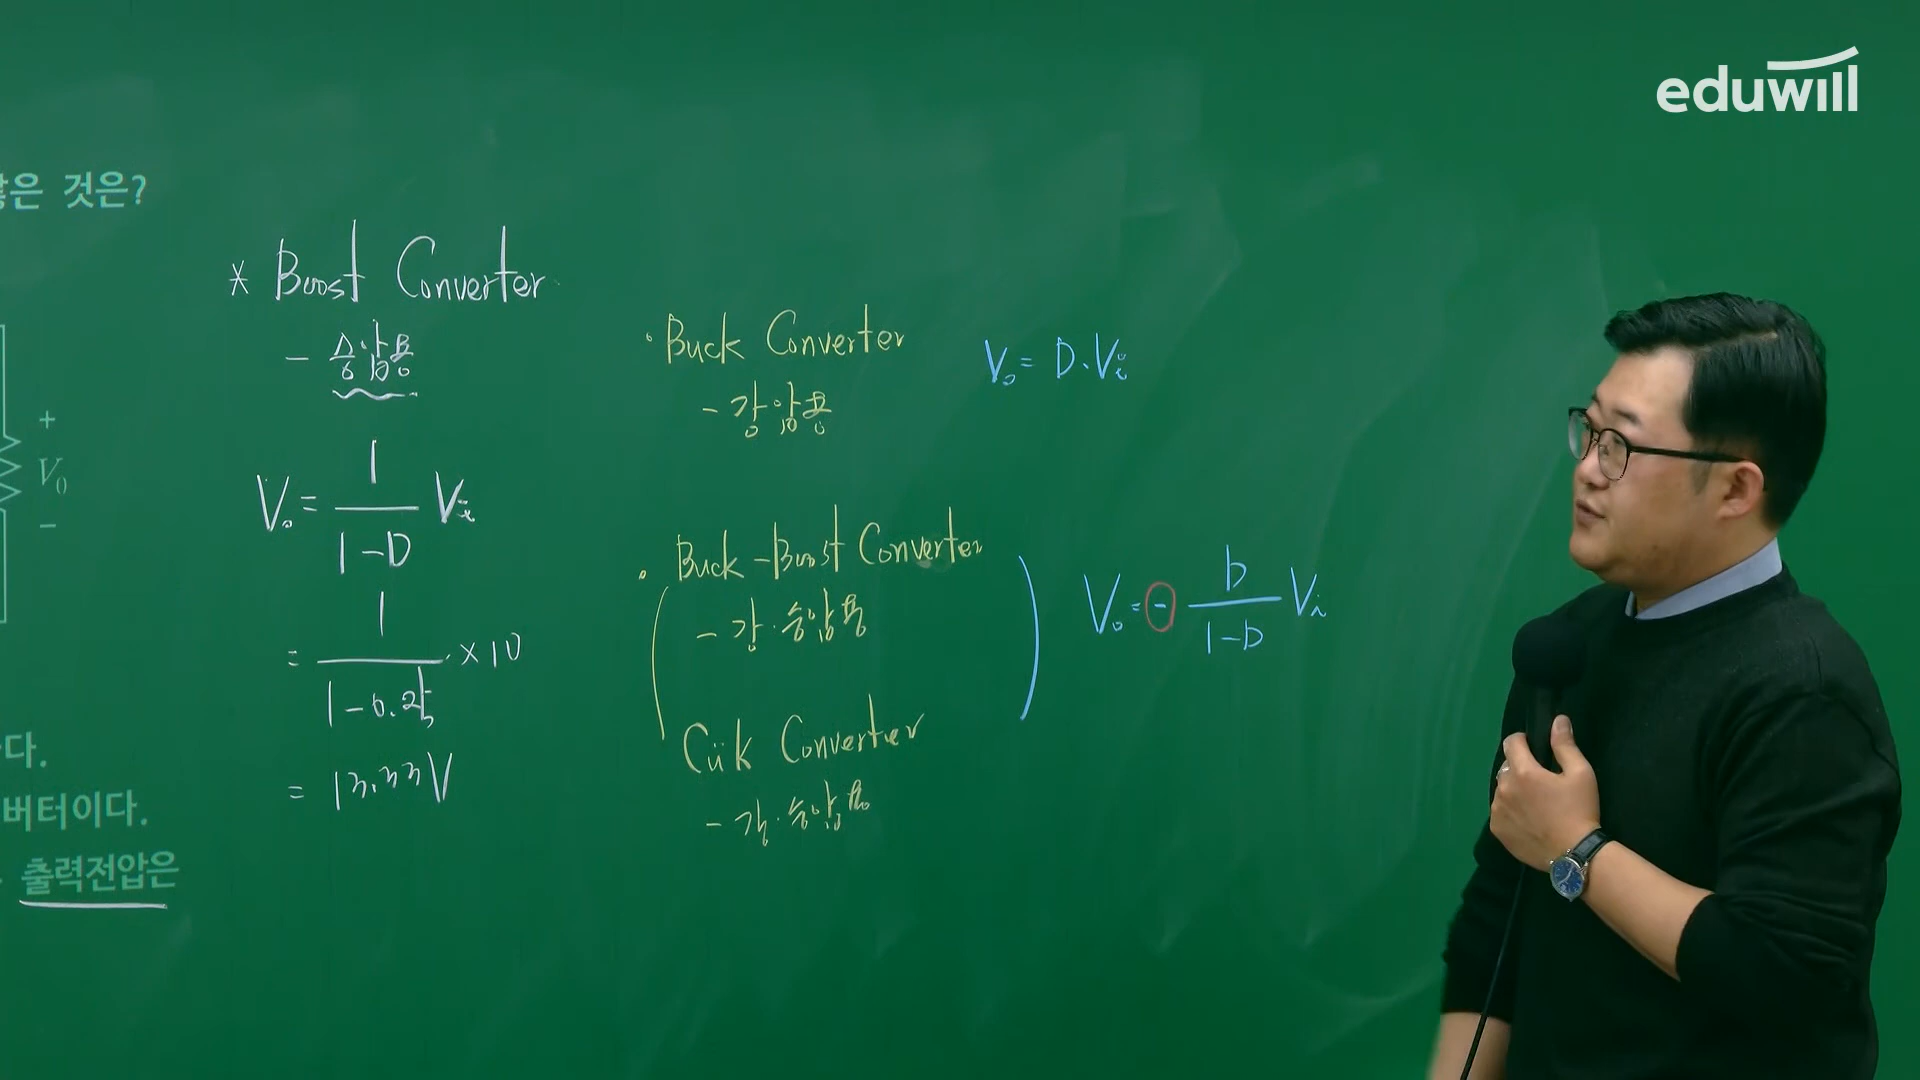 eduwill
않은 것은?
* Boost Converter
- 승압용
V₀ = 1/(1-D) Vi
= 1/(1-0.25) × 10
= 13.33V
· Buck Converter
- 강압용
V₀ = D·Vi
· Buck-Boost Converter
- 강·승압용
Cúk Converter
- 강·승압용
V₀ = - D/(1-D) Vi
+
V₀
-
다.
버터이다.
출력전압은